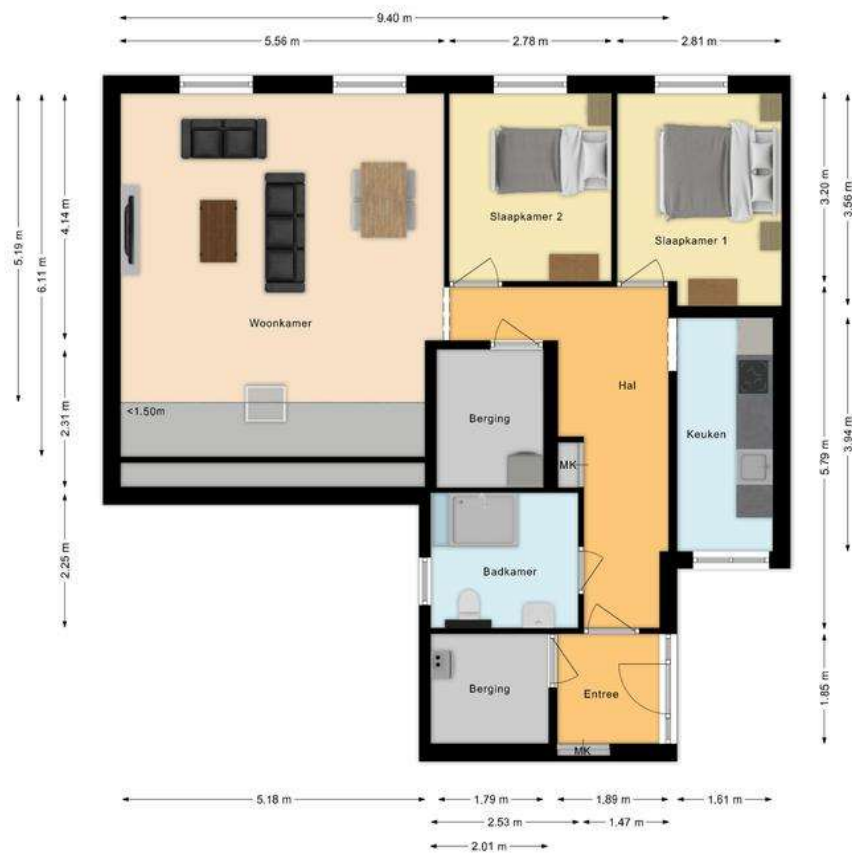 9.40 m
5.56 m
2.78 m
2.81 m
4.14 m
5.19 m
6.11 m
2.31 m
2.25 m
3.20 m
3.56 m
5.79 m
3.94 m
1.85 m
Slaapkamer 2
Slaapkamer 1
Woonkamer
<1.50m
Berging
Hal
Keuken
MK
Badkamer
Berging
Entree
MK
5.18 m
1.79 m
1.89 m
1.61 m
2.53 m
1.47 m
2.01 m